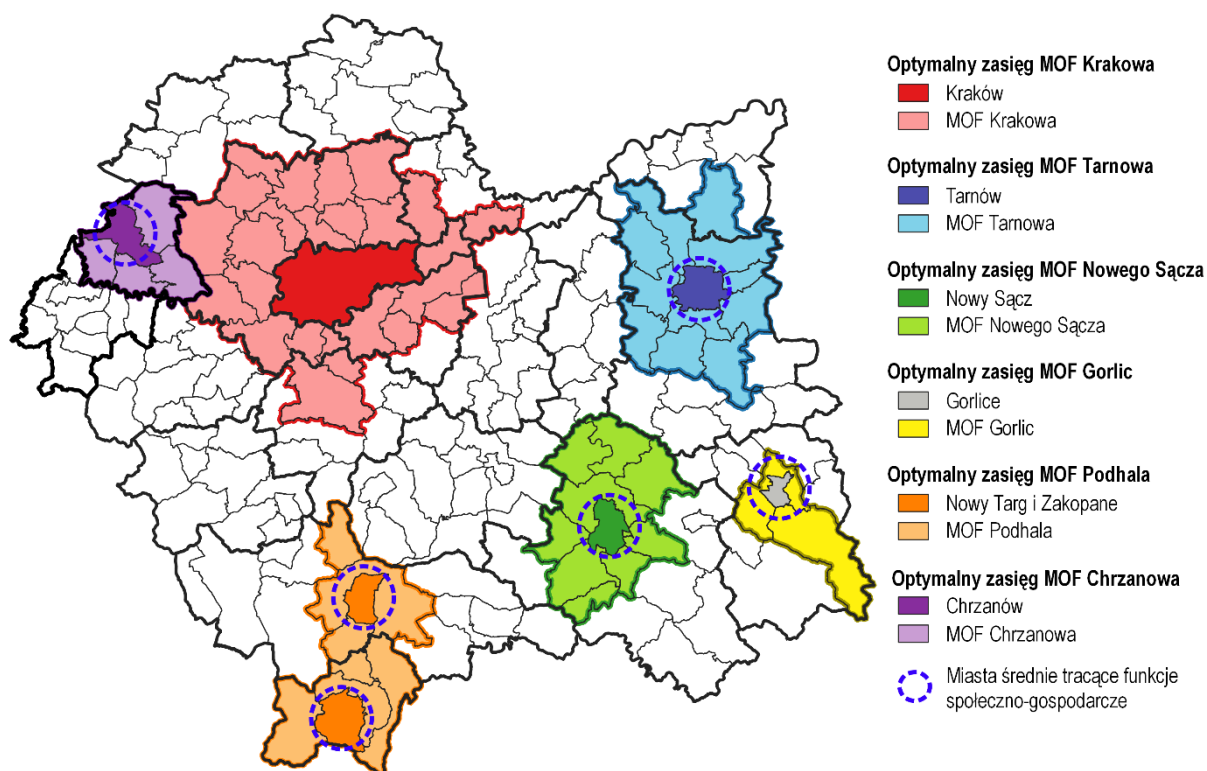 Optymalny zasięg MOF Krakowa
Kraków
MOF Krakowa
Optymalny zasięg MOF Tarnowa
Tarnów
MOF Tarnowa
Optymalny zasięg MOF Nowego Sącza
Nowy Sącz
MOF Nowego Sącza
Optymalny zasięg MOF Gorlic
Gorlice
MOF Gorlic
Optymalny zasięg MOF Podhala
Nowy Targ i Zakopane
MOF Podhala
Optymalny zasięg MOF Chrzanowa
Chrzanów
MOF Chrzanowa
Miasta średnie tracące funkcje
społeczno-gospodarcze